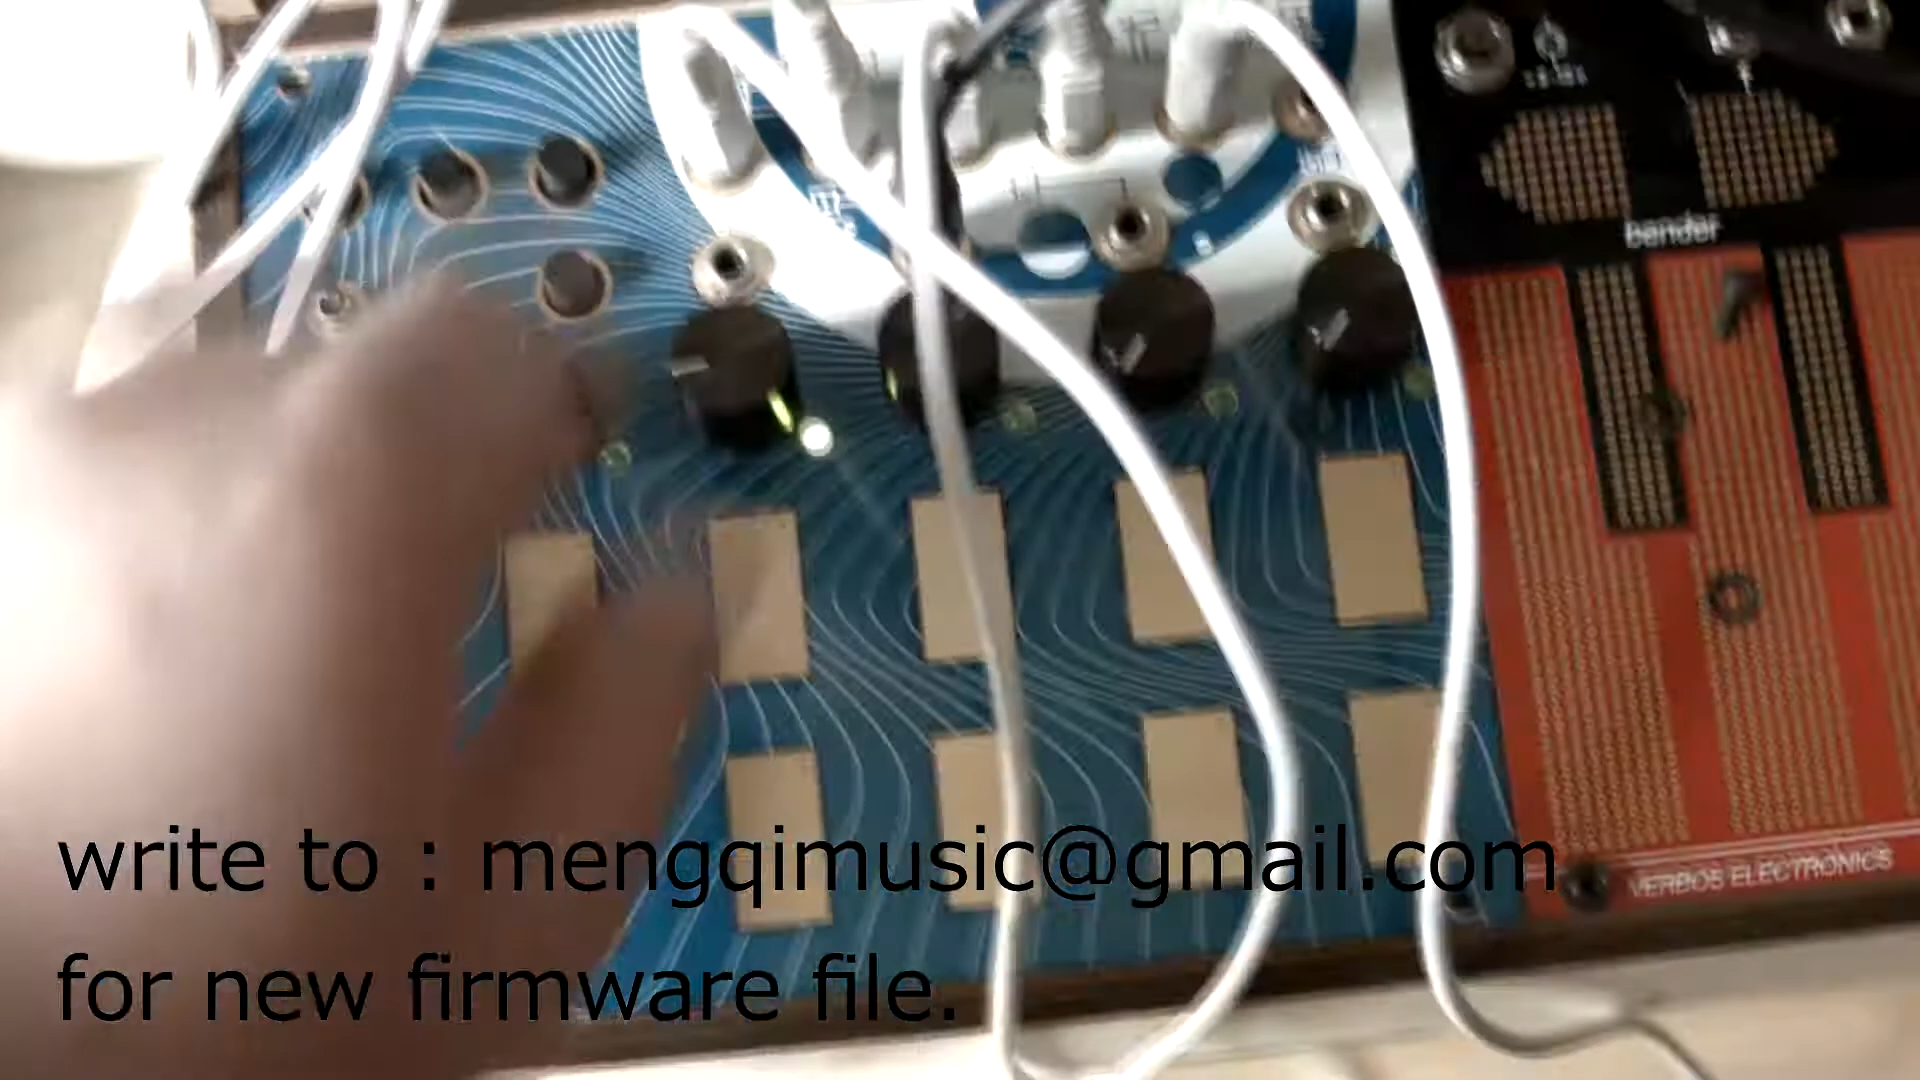 bender
VERBOS ELECTRONICS
write to : mengqimusic@gmail.com
for new firmware file.